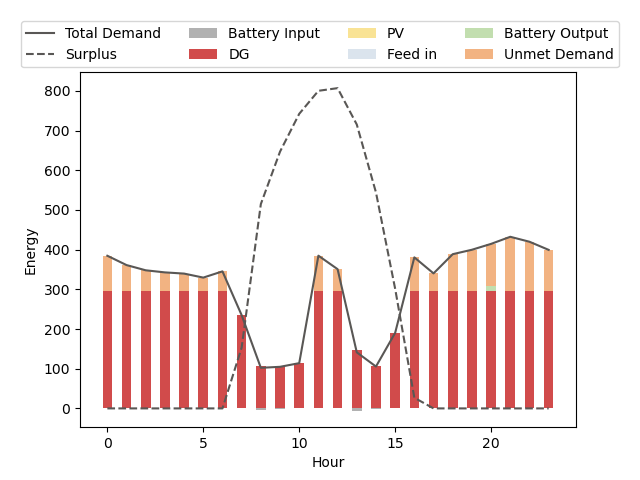 Total Demand Battery Input PV Battery Output
Surplus DG Feed in Unmet Demand
800
700
600
500
400
300
200
100
0
Energy
0 5 10 15 20
Hour